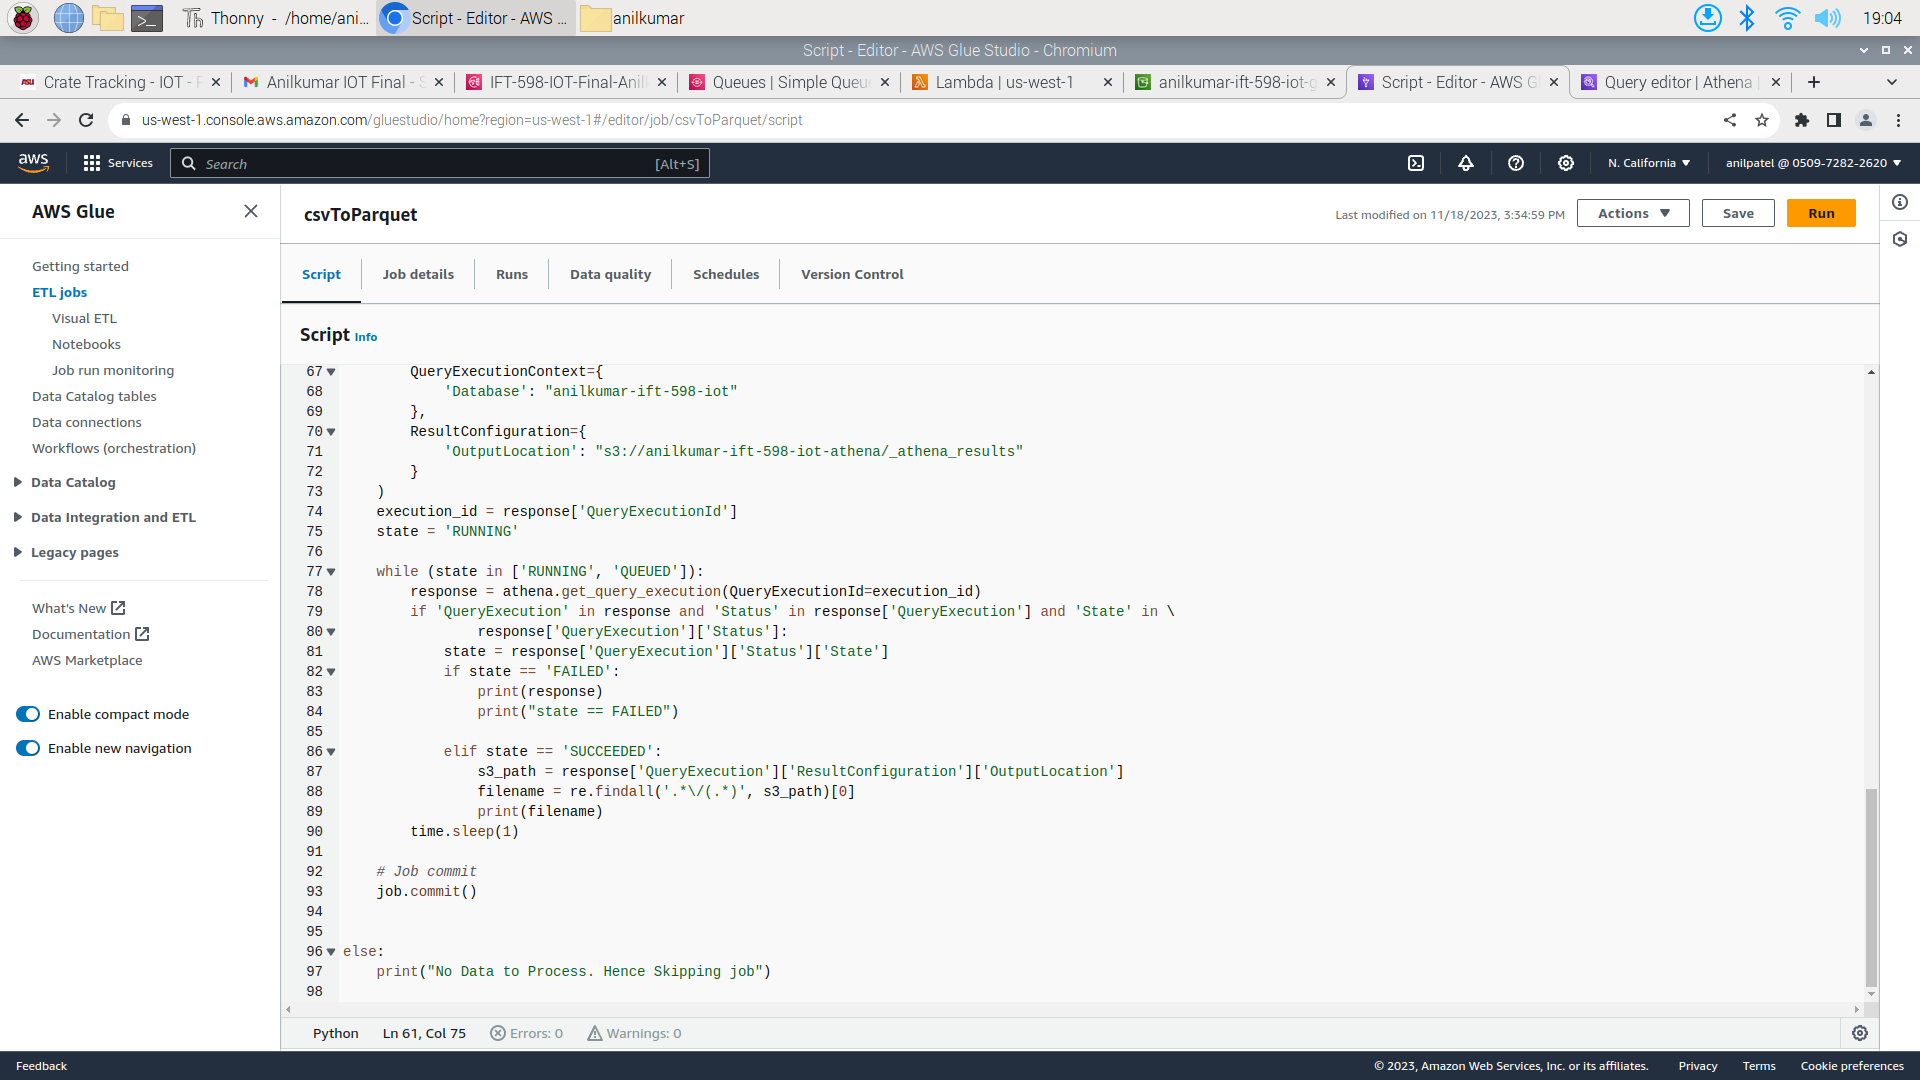 Thonny - /home/ani...
Script - Editor - AWS ...
anilkumar
19:04
Script - Editor - AWS Glue Studio - Chromium
Crate Tracking - IOT - 
Anilkumar IOT Final - 
IFT-598-IOT-Final-Anil
Queues | Simple Queue
Lambda | us-west-1
anilkumar-ift-598-iot-g
Script - Editor - AWS G
Query editor | Athena |
us-west-1.console.aws.amazon.com/gluestudio/home?region=us-west-1#/editor/job/csvToParquet/script
aws
Services
Search
[Alt+S]
N. California
anilpatel @ 0509-7282-2620
AWS Glue
csvToParquet
Last modified on 11/18/2023, 3:34:59 PM
Actions
Save
Run
Getting started
ETL jobs
Visual ETL
Notebooks
Job run monitoring
Data Catalog tables
Data connections
Workflows (orchestration)
Data Catalog
Data Integration and ETL
Legacy pages
What's New
Documentation
AWS Marketplace
Enable compact mode
Enable new navigation
Script
Job details
Runs
Data quality
Schedules
Version Control
Script Info
67 QueryExecutionContext={
68 'Database': "anilkumar-ift-598-iot"
69 },
70 ResultConfiguration={
71 'OutputLocation': "s3://anilkumar-ift-598-iot-athena/_athena_results"
72 }
73 )
74 execution_id = response['QueryExecutionId']
75 state = 'RUNNING'
76
77 while (state in ['RUNNING', 'QUEUED']):
78 response = athena.get_query_execution(QueryExecutionId=execution_id)
79 if 'QueryExecution' in response and 'Status' in response['QueryExecution'] and 'State' in \
80 response['QueryExecution']['Status']:
81 state = response['QueryExecution']['Status']['State']
82 if state == 'FAILED':
83 print(response)
84 print("state == FAILED")
85
86 elif state == 'SUCCEEDED':
87 s3_path = response['QueryExecution']['ResultConfiguration']['OutputLocation']
88 filename = re.findall('.*\/(.*)', s3_path)[0]
89 print(filename)
90 time.sleep(1)
91
92 # Job commit
93 job.commit()
94
95
96 else:
97 print("No Data to Process. Hence Skipping job")
98
Python
Ln 61, Col 75
Errors: 0
Warnings: 0
Feedback
© 2023, Amazon Web Services, Inc. or its affiliates.
Privacy
Terms
Cookie preferences